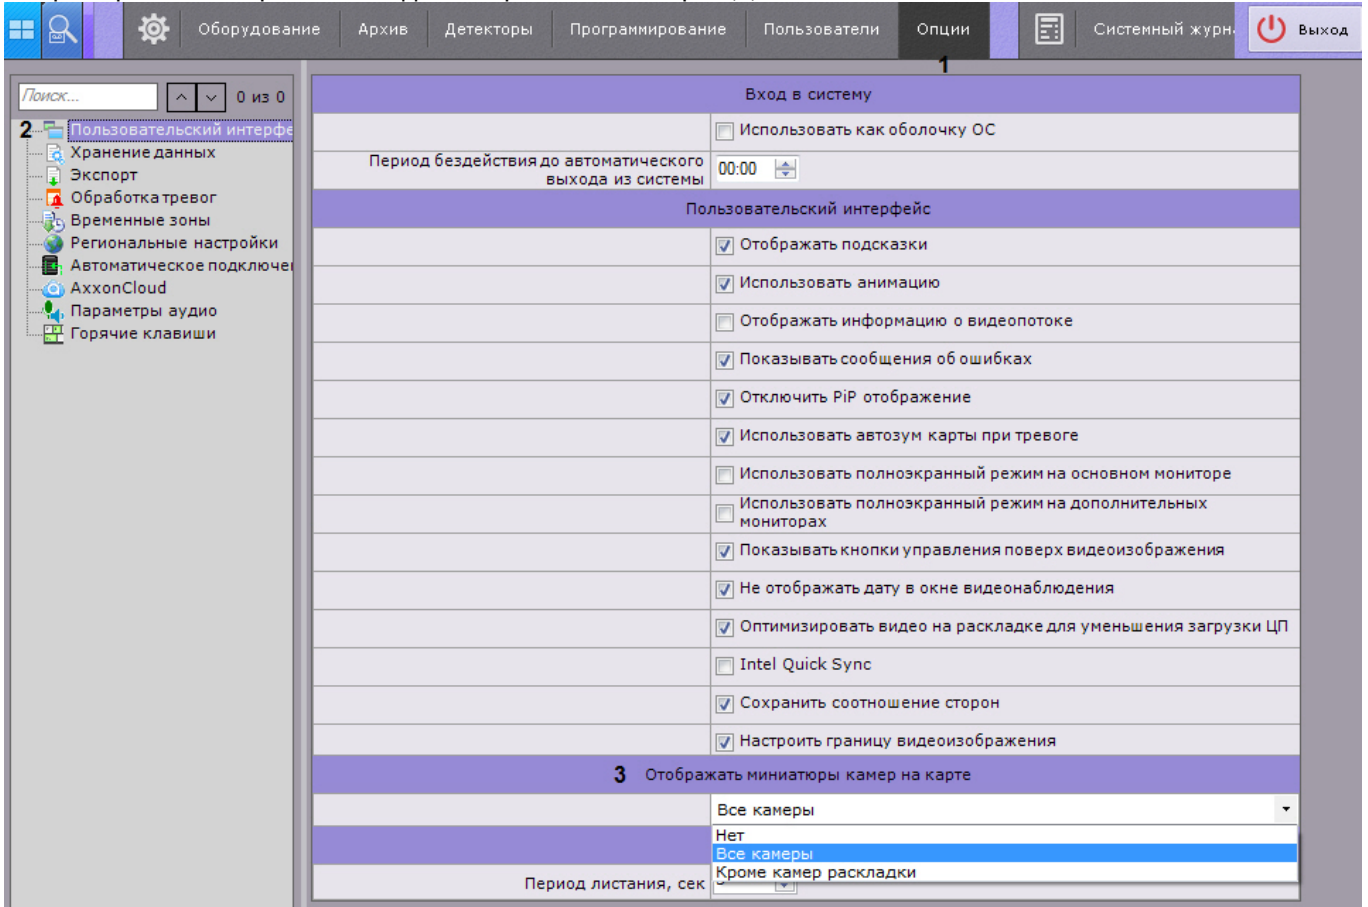 Оборудование
Архив
Детекторы
Программирование
Пользователи
Опции
Системный журн.
Выход
1
Поиск...
0 из 0
2 Пользовательский интерфе
Хранение данных
Экспорт
Обработка тревог
Временные зоны
Региональные настройки
Автоматическое подключе
AxxonCloud
Параметры аудио
Горячие клавиши
Вход в систему
Использовать как оболочку ОС
Период бездействия до автоматического
выхода из системы
00:00
Пользовательский интерфейс
Отображать подсказки
Использовать анимацию
Отображать информацию о видеопотоке
Показывать сообщения об ошибках
Отключить PiP отображение
Использовать автозум карты при тревоге
Использовать полноэкранный режим на основном мониторе
Использовать полноэкранный режим на дополнительных
мониторах
Показывать кнопки управления поверх видеоизображения
Не отображать дату в окне видеонаблюдения
Оптимизировать видео на раскладке для уменьшения загрузки ЦП
Intel Quick Sync
Сохранить соотношение сторон
Настроить границу видеоизображения
3 Отображать миниатюры камер на карте
Все камеры
Нет
Все камеры
Кроме камер раскладки
Период листания, сек